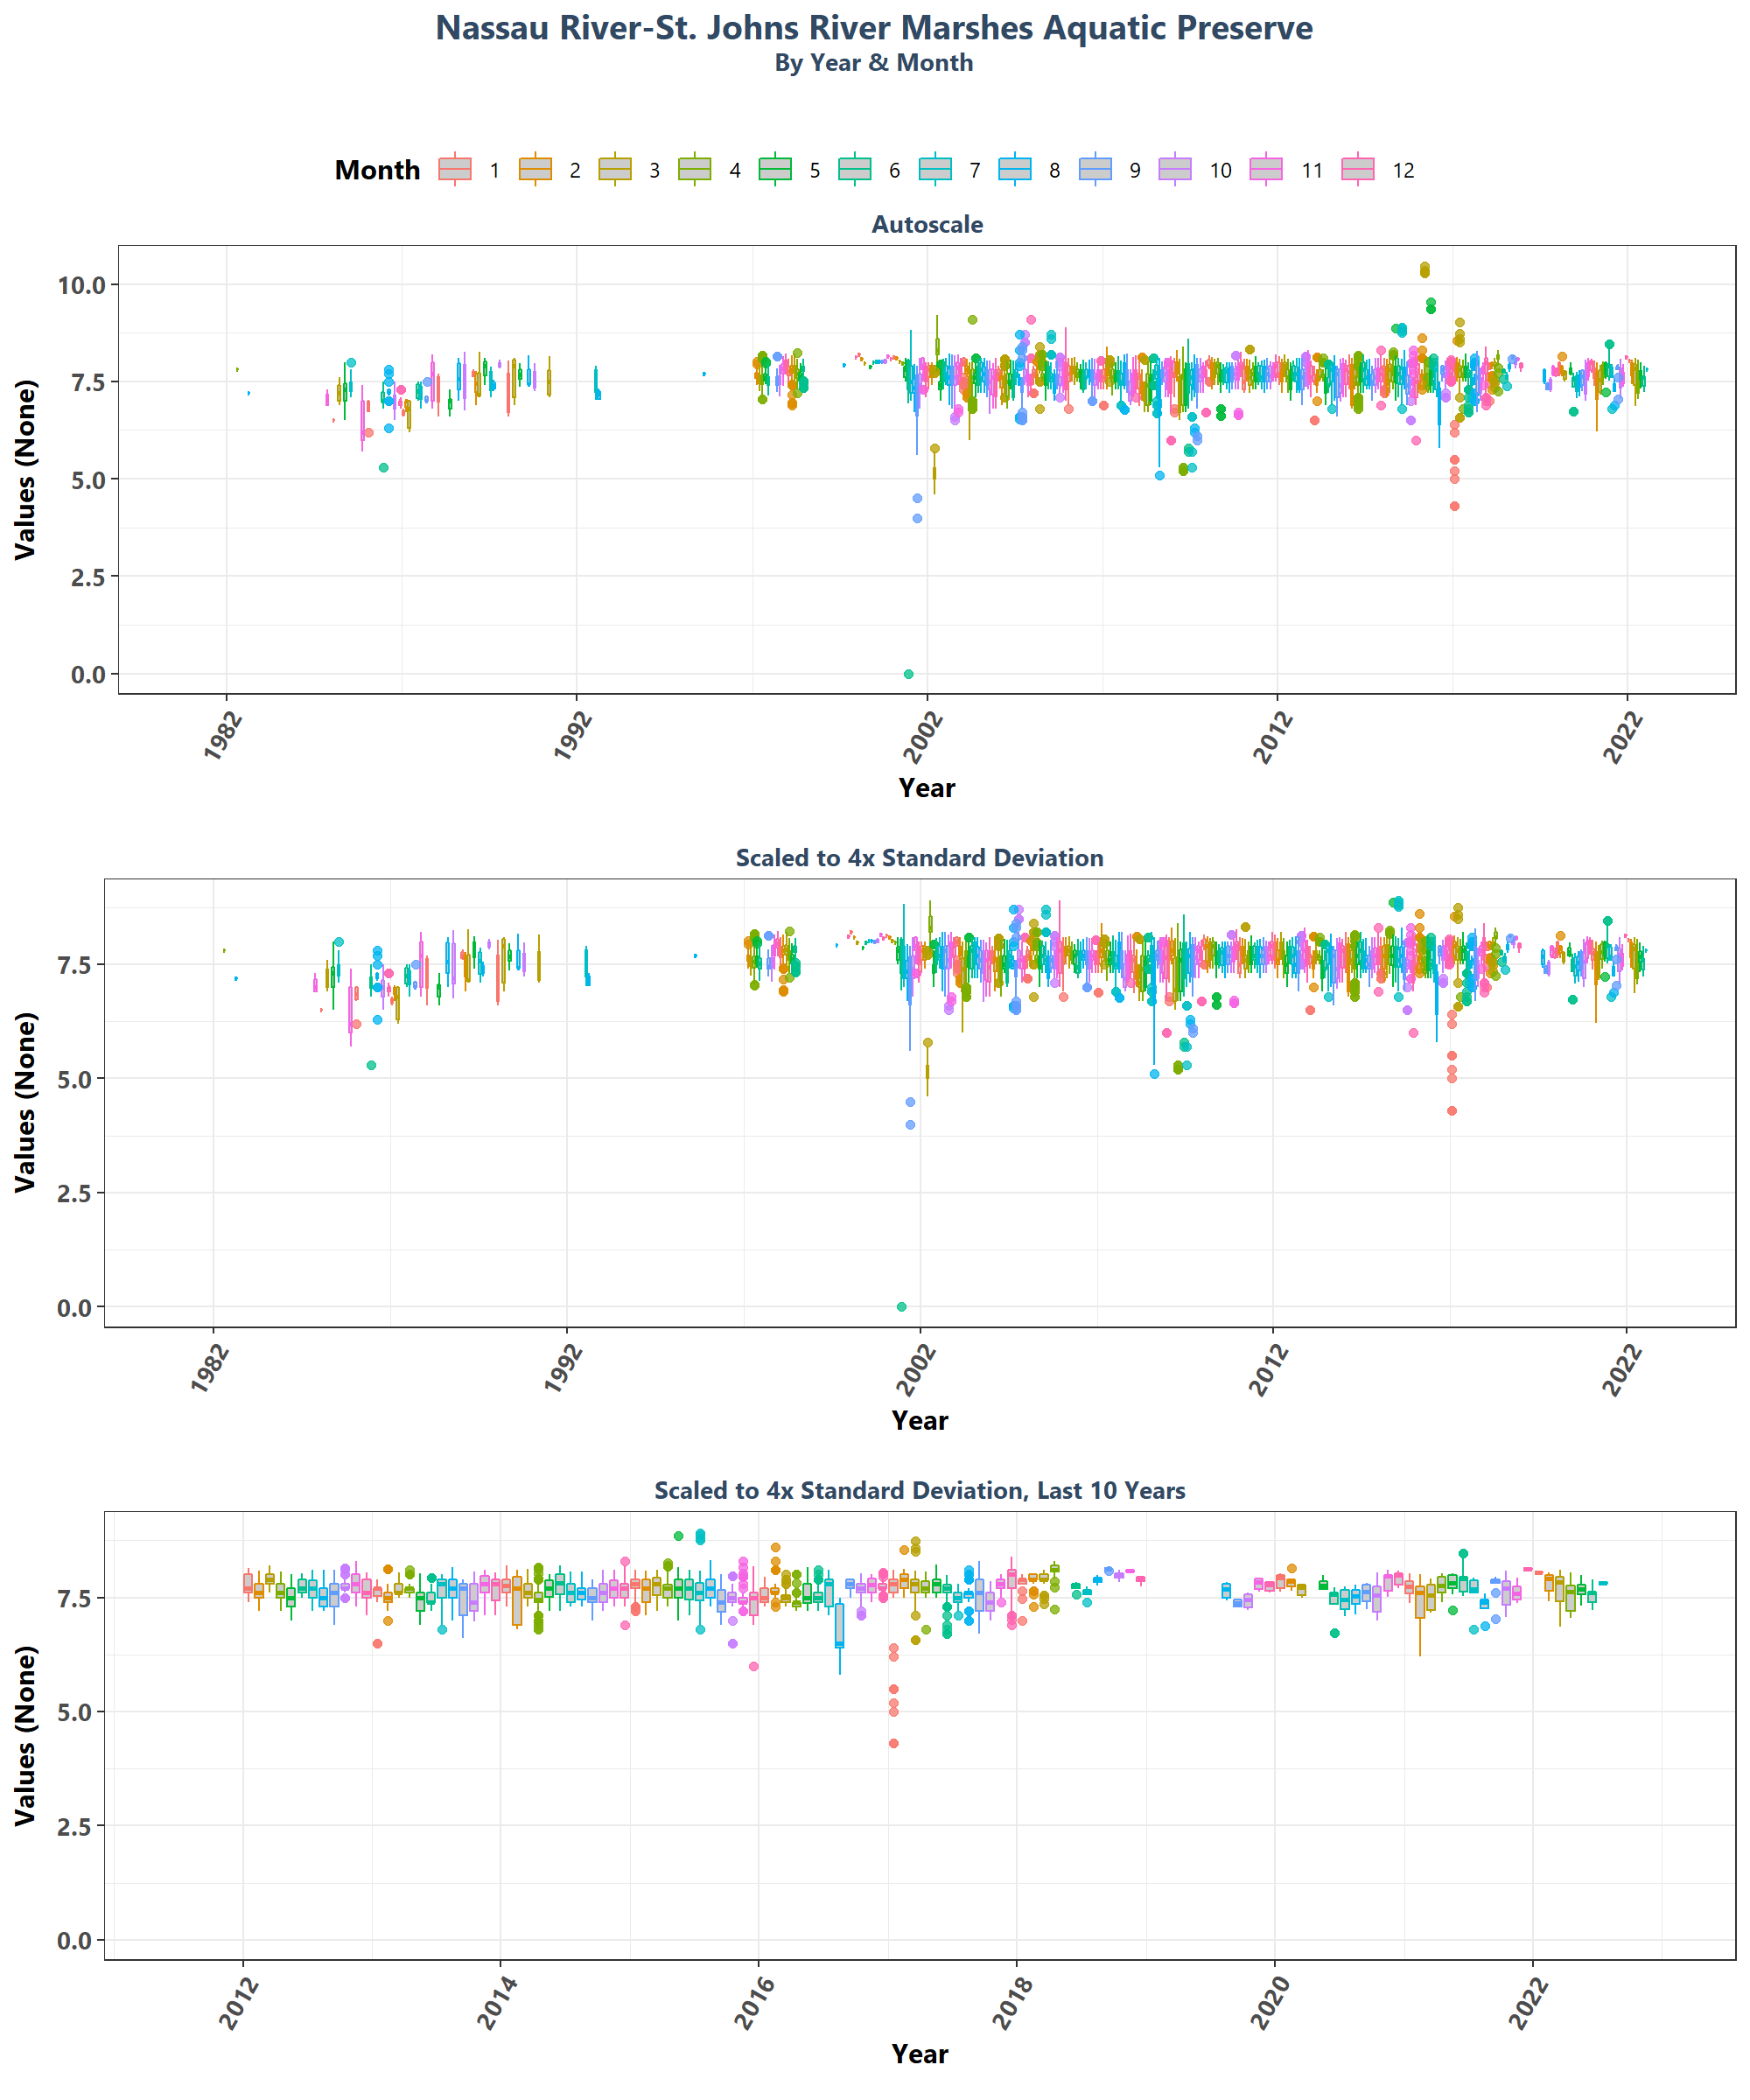 Nassau River-St. Johns River Marshes Aquatic Preserve
By Year & Month
Month 1 2 3 4 5 6 7 8 9 10 11 12
Autoscale
Values (None)
10.0
7.5
5.0
2.5
0.0
1982 1992 2002 2012 2022
Year
Scaled to 4x Standard Deviation
Values (None)
7.5
5.0
2.5
0.0
1982 1992 2002 2012 2022
Year
Scaled to 4x Standard Deviation, Last 10 Years
Values (None)
7.5
5.0
2.5
0.0
2012 2014 2016 2018 2020 2022
Year